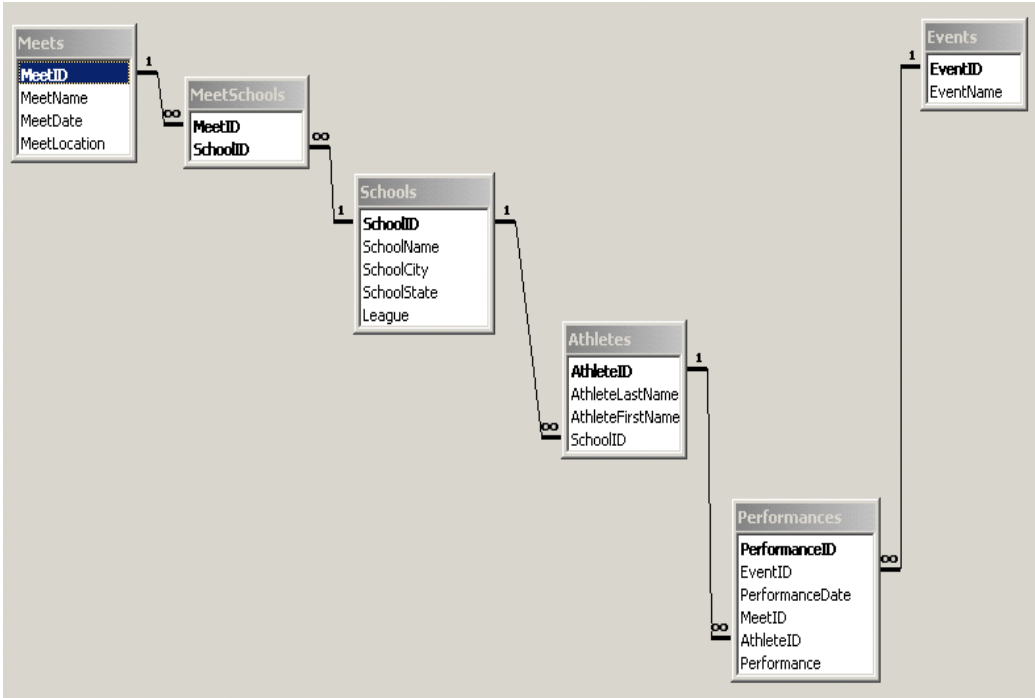 Meets
MeetID
MeetName
MeetDate
MeetLocation
1
∞
MeetSchools
MeetID
SchoolID
∞
1
Schools
SchoolID
SchoolName
SchoolCity
SchoolState
League
1
∞
Athletes
AthleteID
AthleteLastName
AthleteFirstName
SchoolID
1
∞
Performances
PerformanceID
EventID
PerformanceDate
MeetID
AthleteID
Performance
∞
1
Events
EventID
EventName